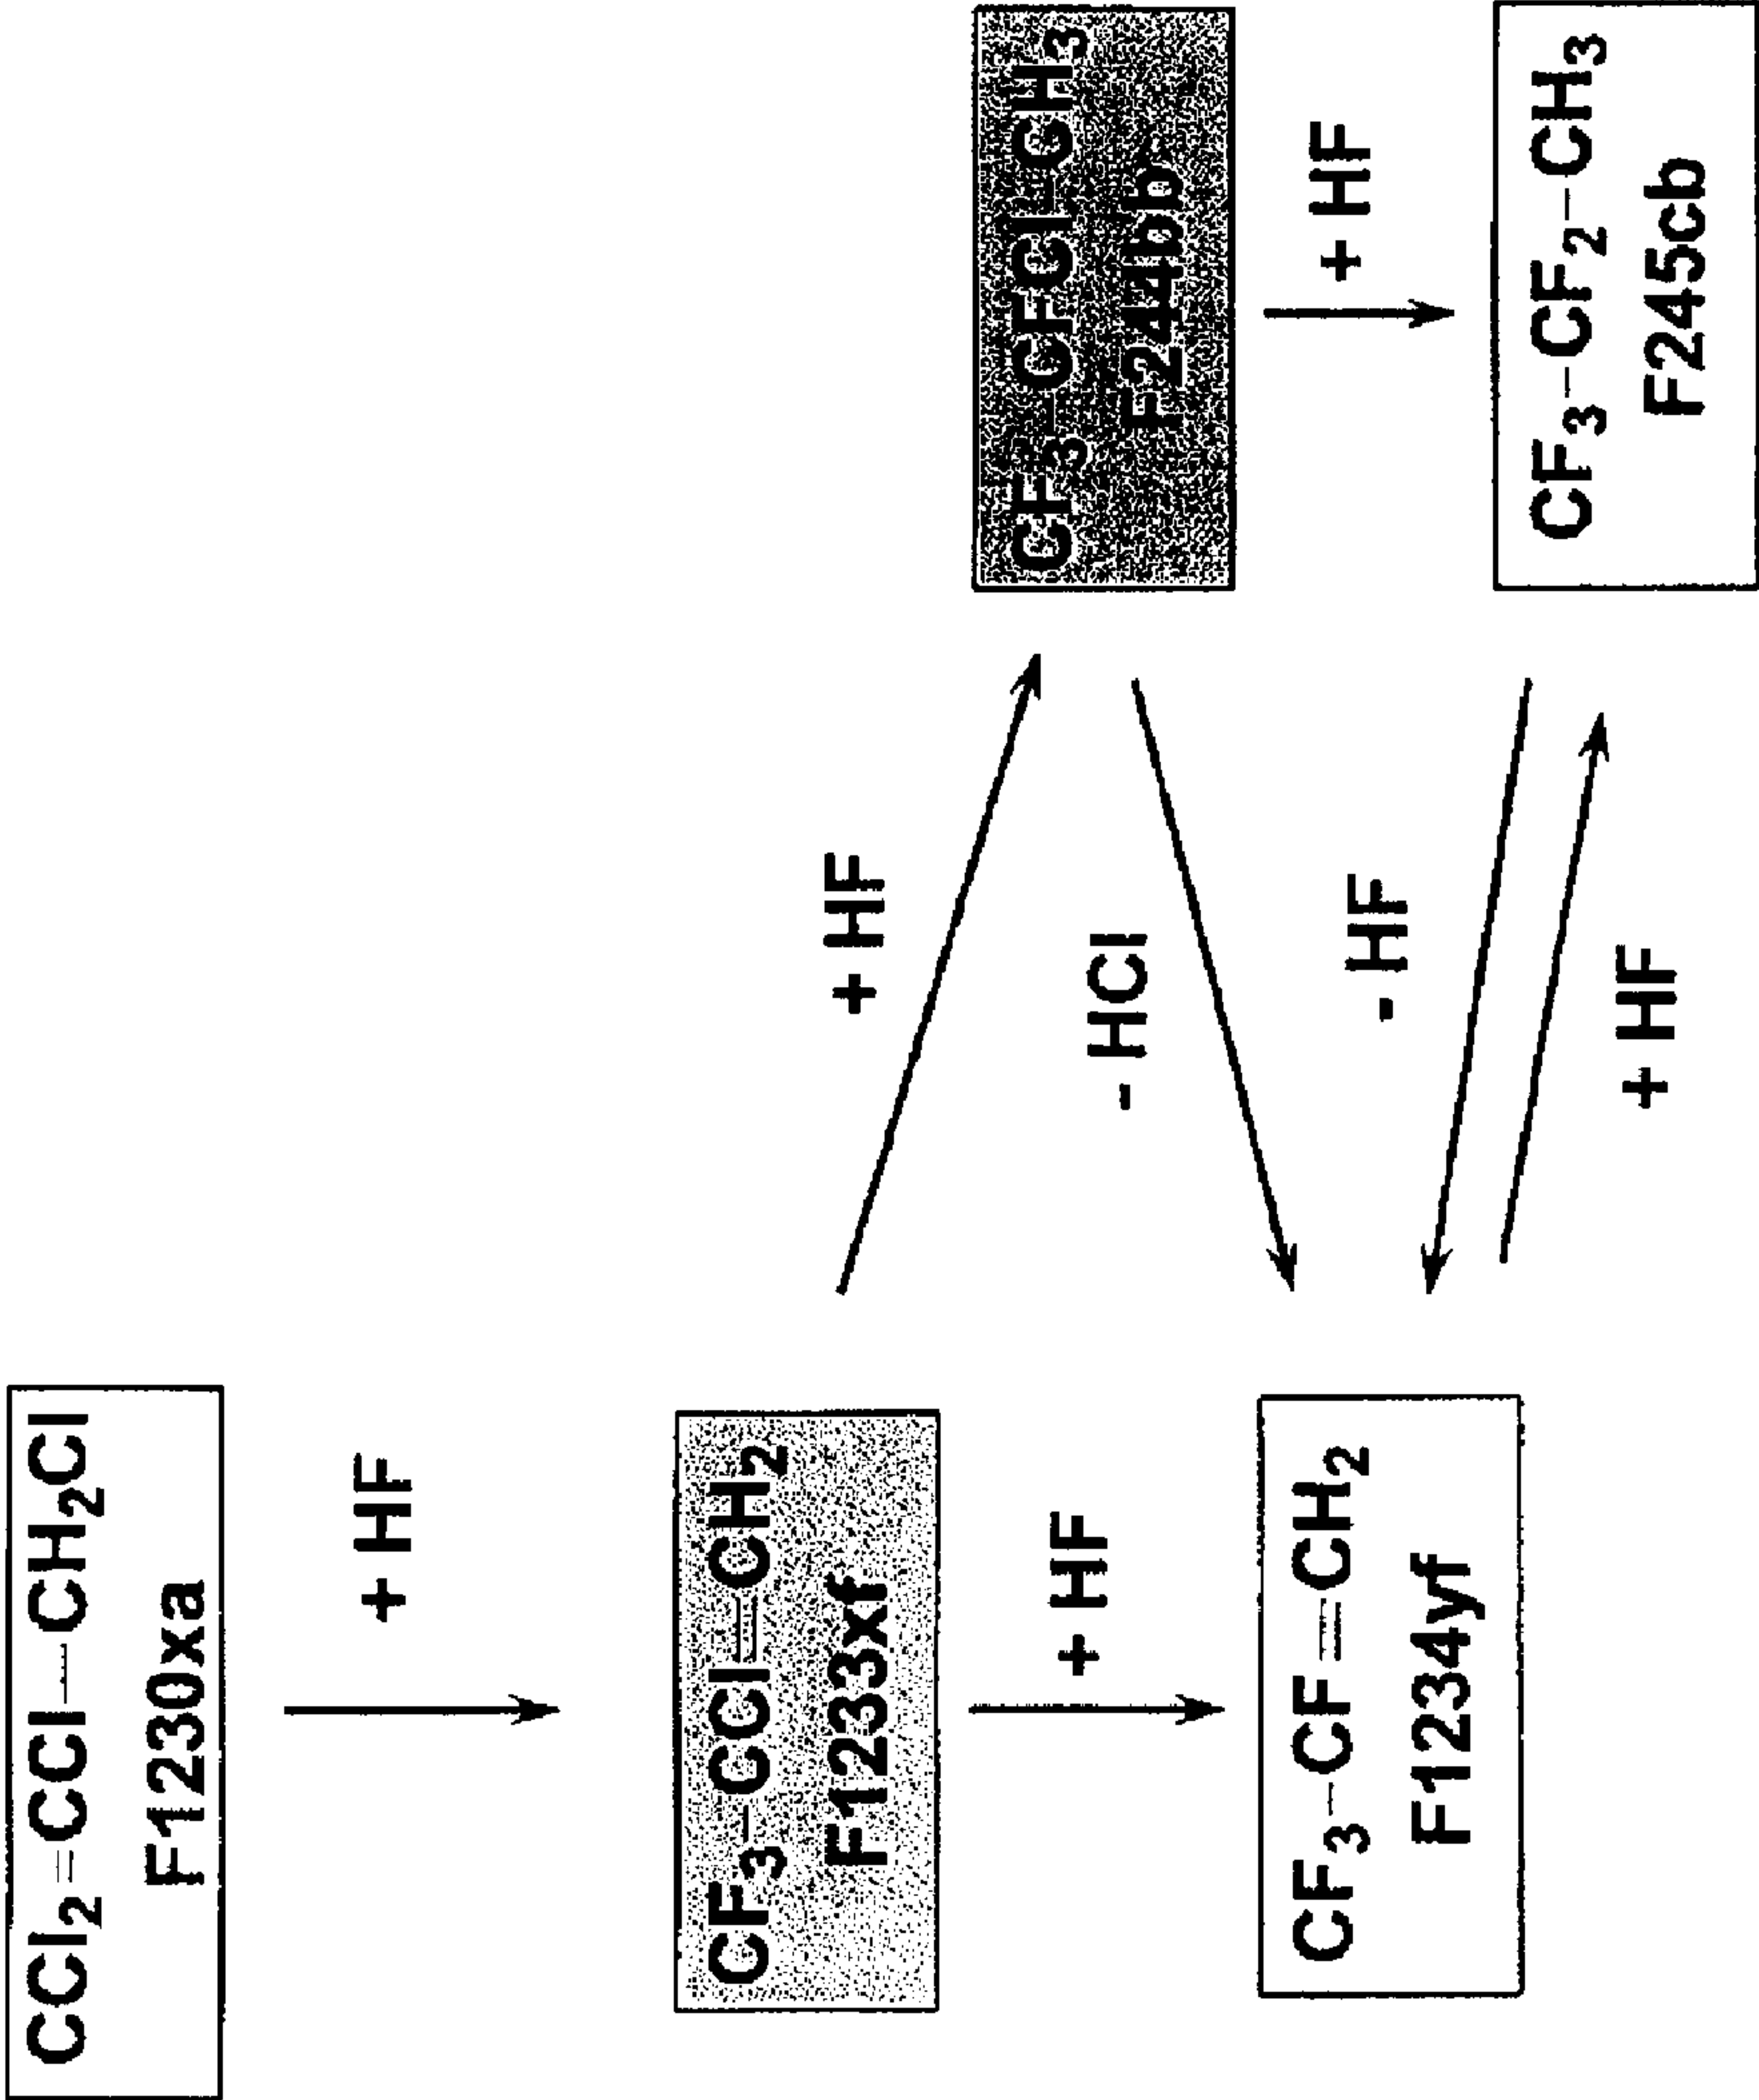 CCl₂=CCl—CH₂Cl
F1230xa
+ HF
CF₃–CCl=CH₂
F1233xf
+ HF
CF₃–CFCl–CH₃
F244bb
- HCl
+ HF
+ HF
CF₃–CF=CH₂
F1234yf
- HF
+ HF
CF₃–CF₂–CH₃
F245cb